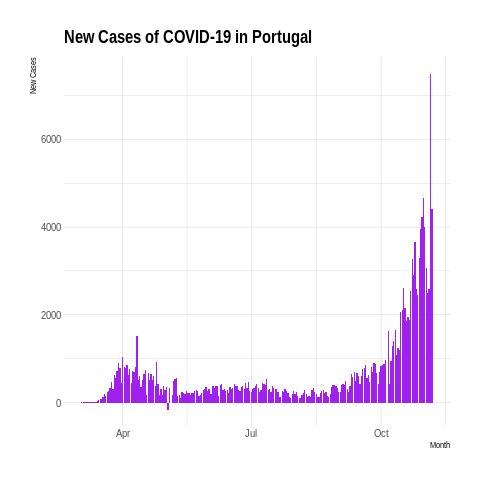 New Cases of COVID-19 in Portugal
New Cases
6000
4000
2000
0
Apr
Jul
Oct
Month